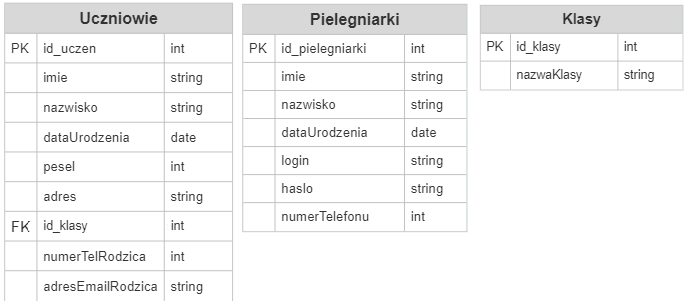 Uczniowie
PK id_uczen int
imie string
nazwisko string
dataUrodzenia date
pesel int
adres string
FK id_klasy int
numerTelRodzica int
adresEmailRodzica string
Pielegniarki
PK id_pielegniarki int
imie string
nazwisko string
dataUrodzenia date
login string
haslo string
numerTelefonu int
Klasy
PK id_klasy int
nazwaKlasy string